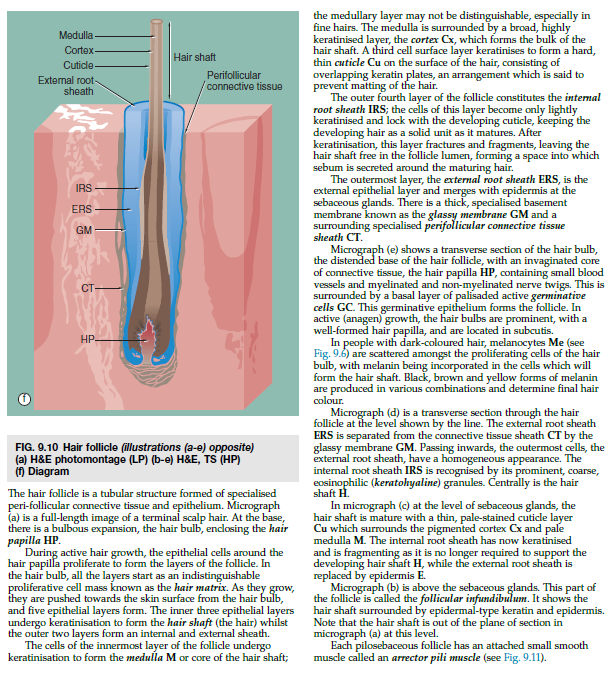 Medulla
Cortex
Cuticle
External root
sheath
Hair shaft
Perifollicular
connective tissue
IRS
ERS
GM
CT
HP
f
FIG. 9.10 Hair follicle (illustrations (a-e) opposite)
(a) H&E photomontage (LP) (b-e) H&E, TS (HP)
(f) Diagram
The hair follicle is a tubular structure formed of specialised
peri-follicular connective tissue and epithelium. Micrograph
(a) is a full-length image of a terminal scalp hair. At the base,
there is a bulbous expansion, the hair bulb, enclosing the hair
papilla HP.
During active hair growth, the epithelial cells around the
hair papilla proliferate to form the layers of the follicle. In
the hair bulb, all the layers start as an indistinguishable
proliferative cell mass known as the hair matrix. As they grow,
they are pushed towards the skin surface from the hair bulb,
and five epithelial layers form. The inner three epithelial layers
undergo keratinisation to form the hair shaft (the hair) whilst
the outer two layers form an internal and external sheath.
The cells of the innermost layer of the follicle undergo
keratinisation to form the medulla M or core of the hair shaft;
the medullary layer may not be distinguishable, especially in
fine hairs. The medulla is surrounded by a broad, highly
keratinised layer, the cortex Cx, which forms the bulk of the
hair shaft. A third cell surface layer keratinises to form a hard,
thin cuticle Cu on the surface of the hair, consisting of
overlapping keratin plates, an arrangement which is said to
prevent matting of the hair.
The outer fourth layer of the follicle constitutes the internal
root sheath IRS; the cells of this layer become only lightly
keratinised and lock with the developing cuticle, keeping the
developing hair as a solid unit as it matures. After
keratinisation, this layer fractures and fragments, leaving the
hair shaft free in the follicle lumen, forming a space into which
sebum is secreted around the maturing hair.
The outermost layer, the external root sheath ERS, is the
external epithelial layer and merges with epidermis at the
sebaceous glands. There is a thick, specialised basement
membrane known as the glassy membrane GM and a
surrounding specialised perifollicular connective tissue
sheath CT.
Micrograph (e) shows a transverse section of the hair bulb,
the distended base of the hair follicle, with an invaginated core
of connective tissue, the hair papilla HP, containing small blood
vessels and myelinated and non-myelinated nerve twigs. This is
surrounded by a basal layer of palisaded active germinative
cells GC. This germinative epithelium forms the follicle. In
active (anagen) growth, the hair bulbs are prominent, with a
well-formed hair papilla, and are located in subcutis.
In people with dark-coloured hair, melanocytes Me (see
Fig. 9.6) are scattered amongst the proliferating cells of the hair
bulb, with melanin being incorporated in the cells which will
form the hair shaft. Black, brown and yellow forms of melanin
are produced in various combinations and determine final hair
colour.
Micrograph (d) is a transverse section through the hair
follicle at the level shown by the line. The external root sheath
ERS is separated from the connective tissue sheath CT by the
glassy membrane GM. Passing inwards, the outermost cells, the
external root sheath, have a homogeneous appearance. The
internal root sheath IRS is recognised by its prominent, coarse,
eosinophilic (keratohyaline) granules. Centrally is the hair
shaft H.
In micrograph (c) at the level of sebaceous glands, the
hair shaft is mature with a thin, pale-stained cuticle layer
Cu which surrounds the pigmented cortex Cx and pale
medulla M. The internal root sheath has now keratinised
and is fragmenting as it is no longer required to support the
developing hair shaft H, while the external root sheath is
replaced by epidermis E.
Micrograph (b) is above the sebaceous glands. This part of
the follicle is called the follicular infundibulum. It shows the
hair shaft surrounded by epidermal-type keratin and epidermis.
Note that the hair shaft is out of the plane of section in
micrograph (a) at this level.
Each pilosebaceous follicle has an attached small smooth
muscle called an arrector pili muscle (see Fig. 9.11).